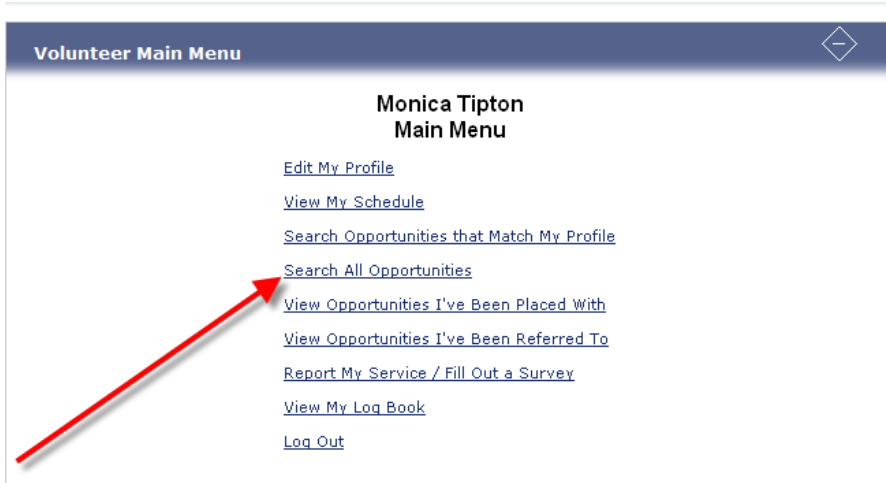 Volunteer Main Menu
Monica Tipton
Main Menu
Edit My Profile
View My Schedule
Search Opportunities that Match My Profile
Search All Opportunities
View Opportunities I've Been Placed With
View Opportunities I've Been Referred To
Report My Service / Fill Out a Survey
View My Log Book
Log Out